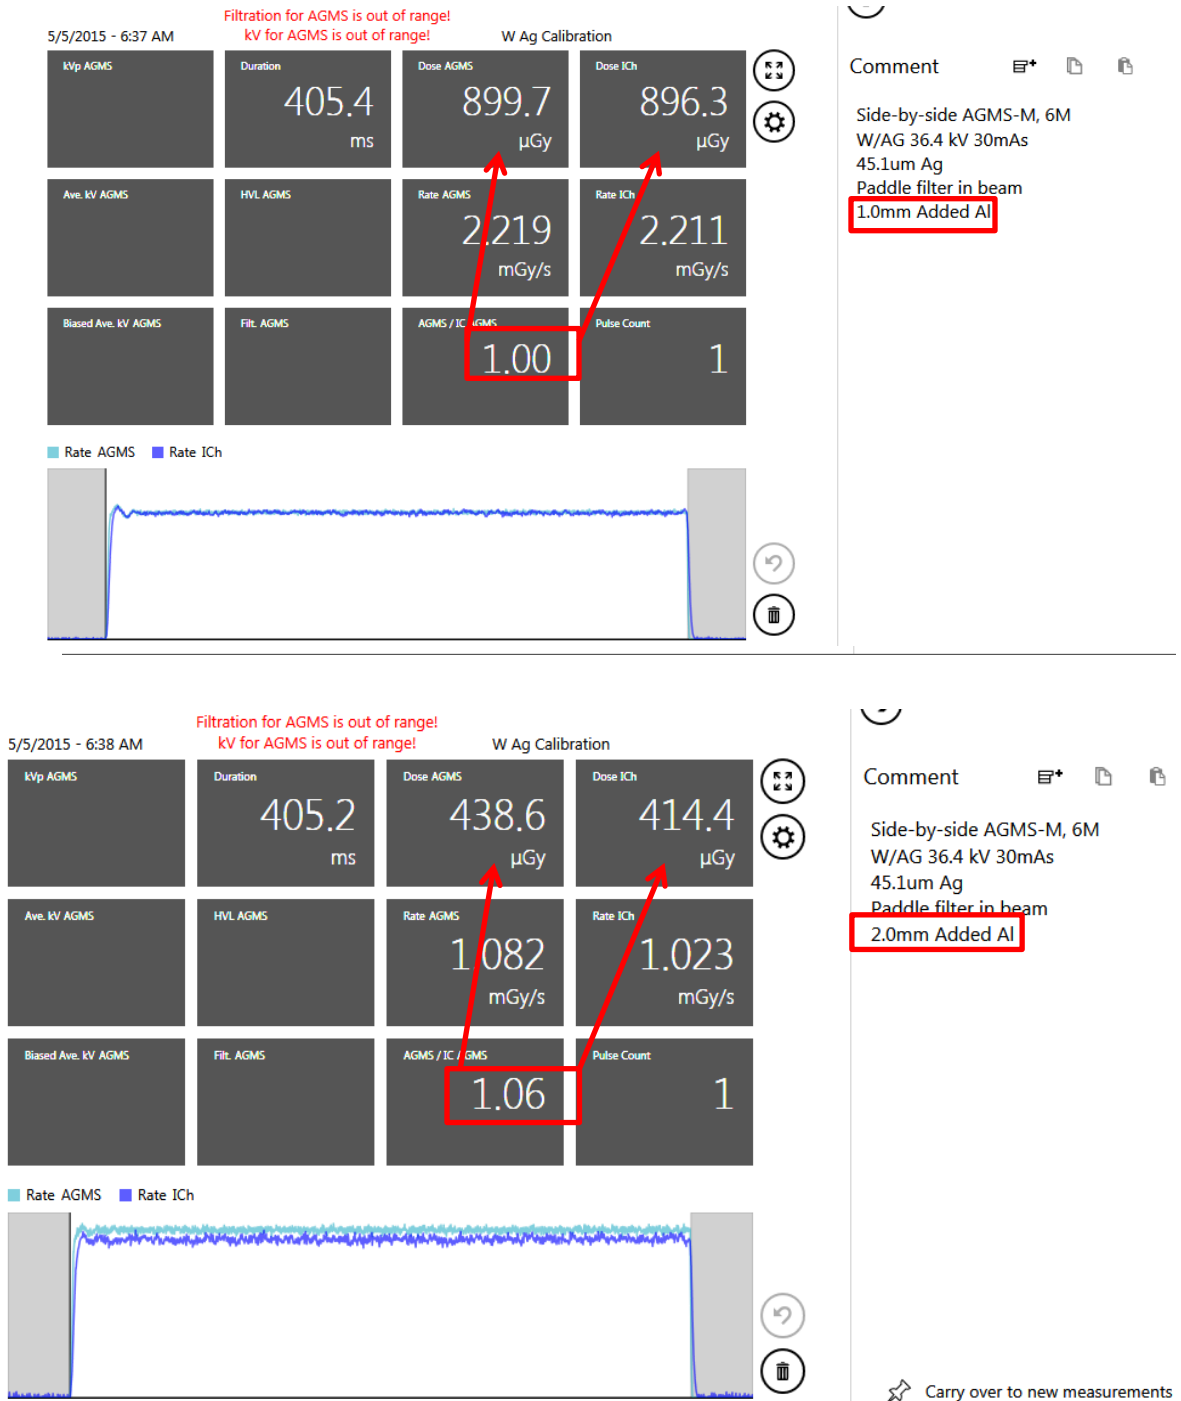 Filtration for AGMS is out of range!
5/5/2015 - 6:37 AM kV for AGMS is out of range! W Ag Calibration
kVp AGMS Duration Dose AGMS Dose ICh
405.4 899.7 896.3
ms µGy µGy
Ave. kV AGMS HVL AGMS Rate AGMS Rate ICh
2.219 2.211
mGy/s mGy/s
Biased Ave. kV AGMS Filt. AGMS AGMS / IC AGMS Pulse Count
1.00 1
Rate AGMS Rate ICh
Comment
Side-by-side AGMS-M, 6M
W/AG 36.4 kV 30mAs
45.1um Ag
Paddle filter in beam
1.0mm Added Al
Filtration for AGMS is out of range!
5/5/2015 - 6:38 AM kV for AGMS is out of range! W Ag Calibration
kVp AGMS Duration Dose AGMS Dose ICh
405.2 438.6 414.4
ms µGy µGy
Ave. kV AGMS HVL AGMS Rate AGMS Rate ICh
1.082 1.023
mGy/s mGy/s
Biased Ave. kV AGMS Filt. AGMS AGMS / IC AGMS Pulse Count
1.06 1
Rate AGMS Rate ICh
Comment
Side-by-side AGMS-M, 6M
W/AG 36.4 kV 30mAs
45.1um Ag
Paddle filter in beam
2.0mm Added Al
Carry over to new measurements